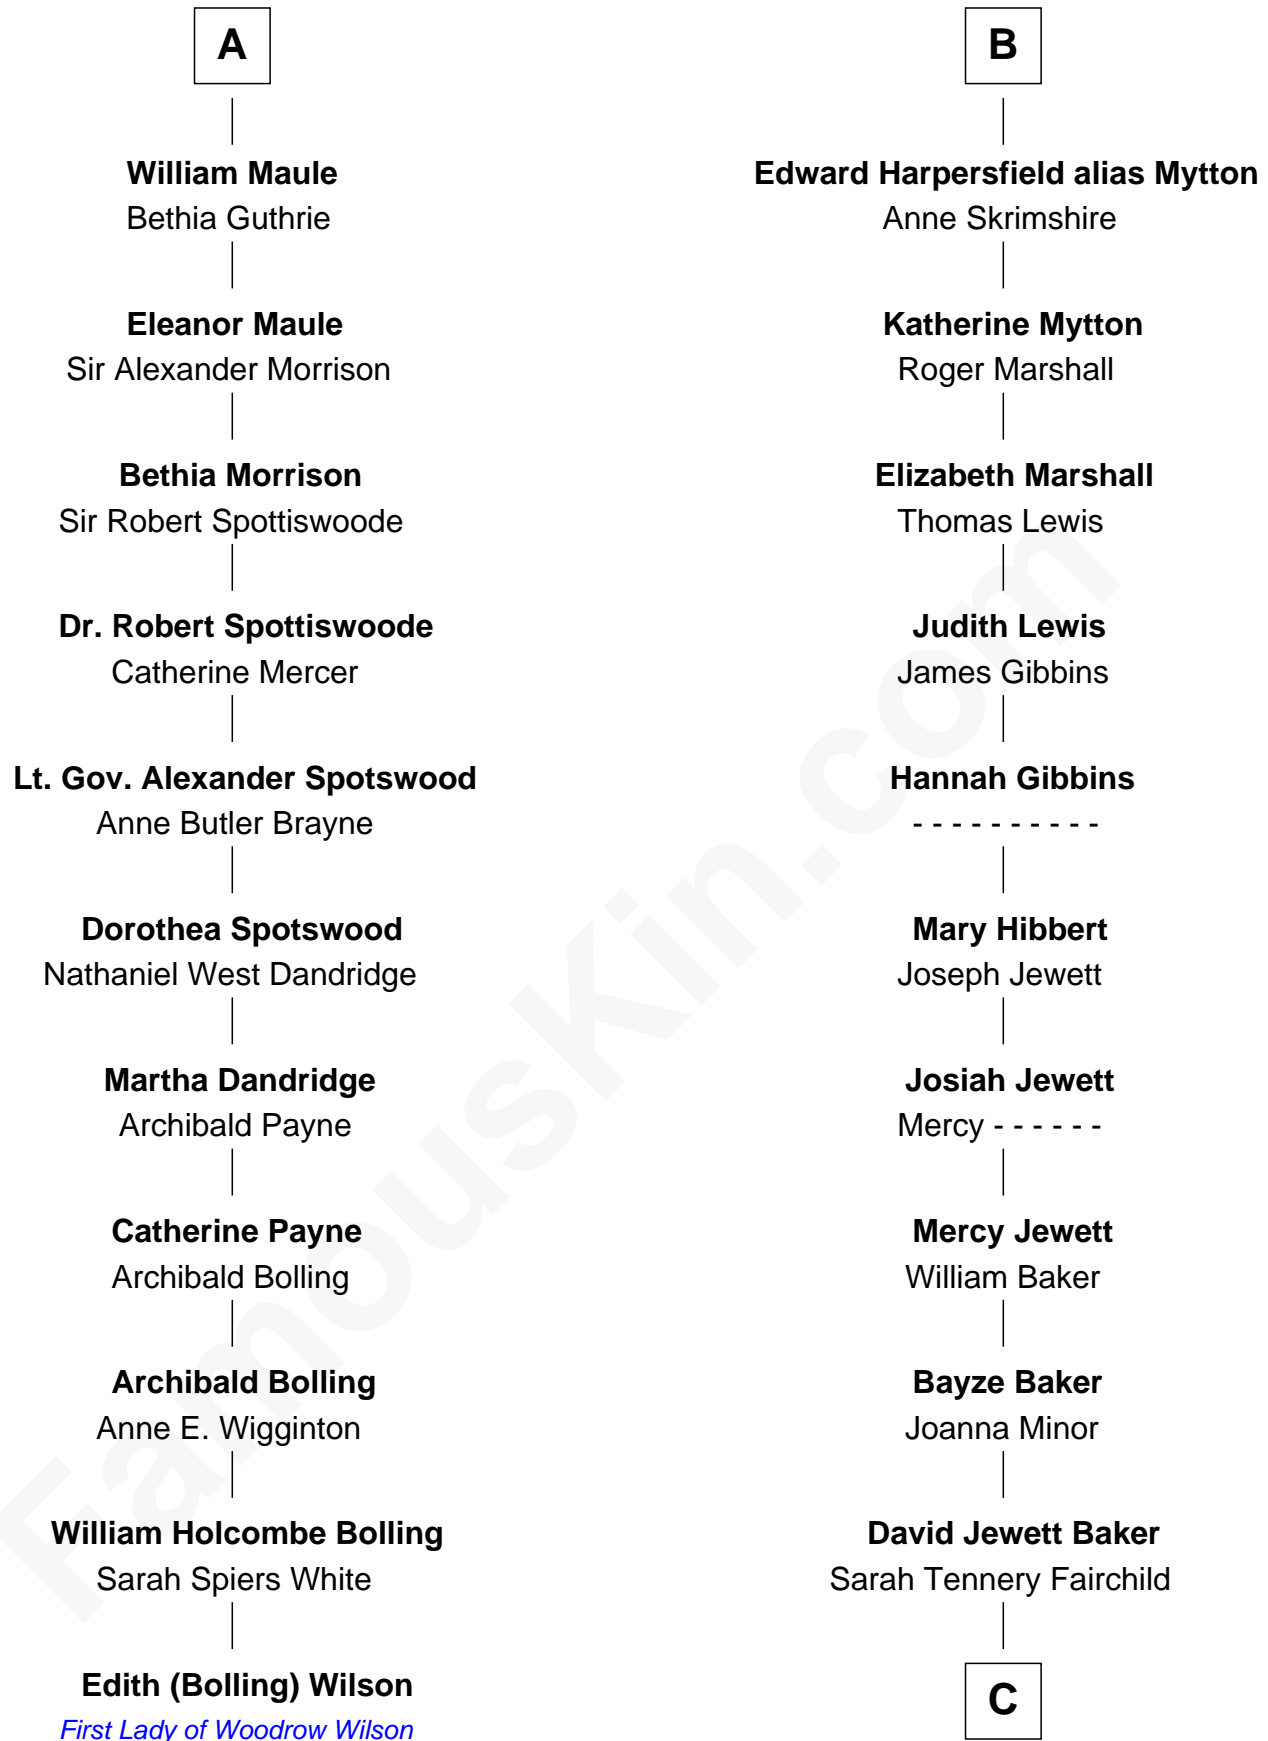 A
William Maule
Bethia Guthrie
Eleanor Maule
Sir Alexander Morrison
Bethia Morrison
Sir Robert Spottiswoode
Dr. Robert Spottiswoode
Catherine Mercer
Lt. Gov. Alexander Spotswood
Anne Butler Brayne
Dorothea Spotswood
Nathaniel West Dandridge
Martha Dandridge
Archibald Payne
Catherine Payne
Archibald Bolling
Archibald Bolling
Anne E. Wigginton
William Holcombe Bolling
Sarah Spiers White
Edith (Bolling) Wilson
First Lady of Woodrow Wilson
B
Edward Harpersfield alias Mytton
Anne Skrimshire
Katherine Mytton
Roger Marshall
Elizabeth Marshall
Thomas Lewis
Judith Lewis
James Gibbins
Hannah Gibbins
- - - - - - - - - -
Mary Hibbert
Joseph Jewett
Josiah Jewett
Mercy - - - - - -
Mercy Jewett
William Baker
Bayze Baker
Joanna Minor
David Jewett Baker
Sarah Tennery Fairchild
C
FamousKin.com